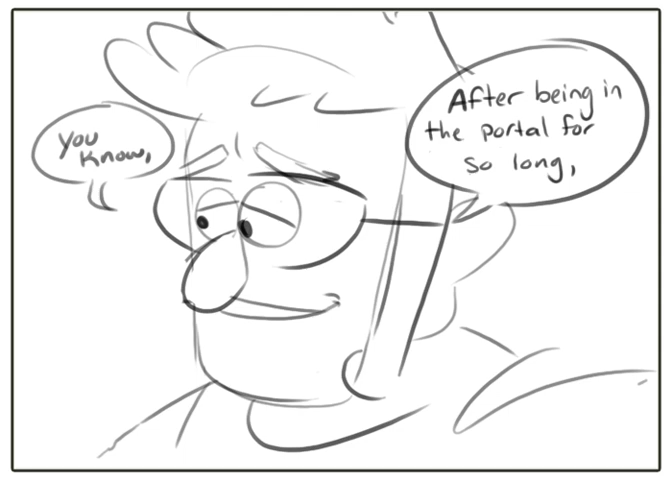 You
know,
After being in
the portal for
so long,